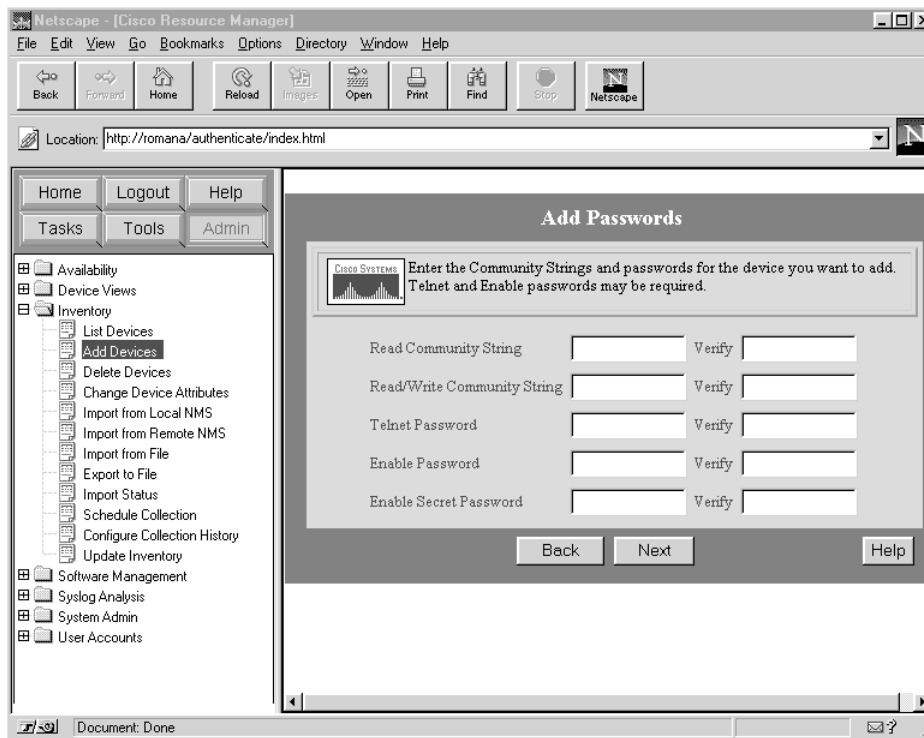 Netscape - [Cisco Resource Manager]
File Edit View Go Bookmarks Options Directory Window Help
Back Forward Home Reload Images Open Print Find Stop Netscape
Location: http://romana/authenticate/index.html
N
Home Logout Help
Tasks Tools Admin
Availability
Device Views
Inventory
List Devices
Add Devices
Delete Devices
Change Device Attributes
Import from Local NMS
Import from Remote NMS
Import from File
Export to File
Import Status
Schedule Collection
Configure Collection History
Update Inventory
Software Management
Syslog Analysis
System Admin
User Accounts
Add Passwords
CISCO SYSTEMS
Enter the Community Strings and passwords for the device you want to add.
Telnet and Enable passwords may be required.
Read Community String Verify
Read/Write Community String Verify
Telnet Password Verify
Enable Password Verify
Enable Secret Password Verify
Back Next Help
Document: Done
?